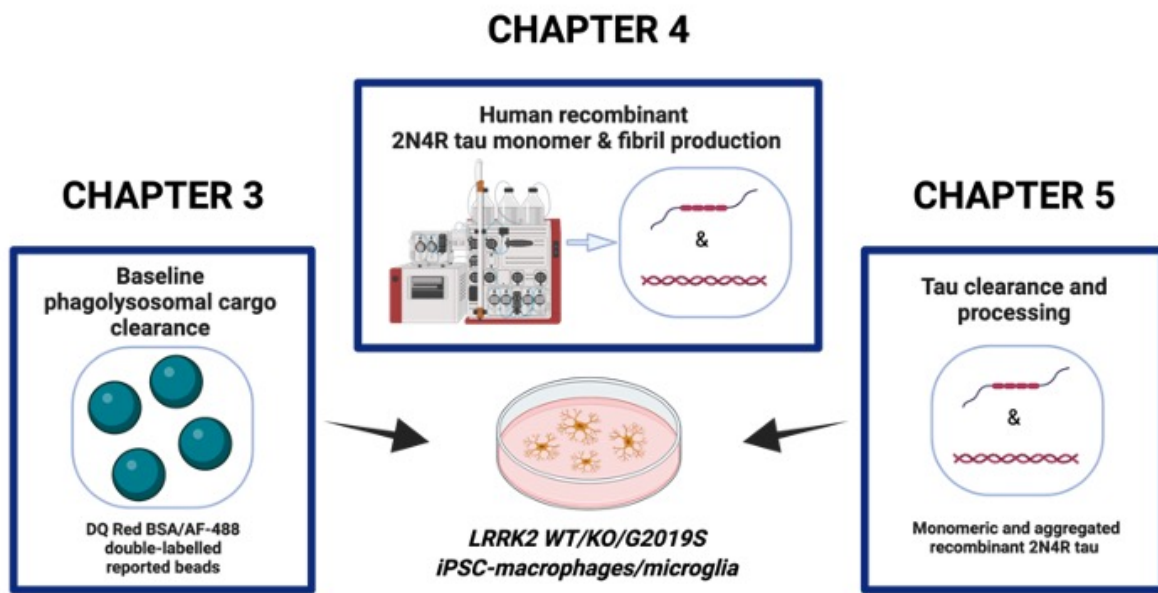 CHAPTER 4
Human recombinant
2N4R tau monomer & fibril production
&
CHAPTER 3
Baseline
phagolysosomal cargo
clearance
DQ Red BSA/AF-488
double-labelled
reported beads
LRRK2 WT/KO/G2019S
iPSC-macrophages/microglia
CHAPTER 5
Tau clearance and
processing
&
Monomeric and aggregated
recombinant 2N4R tau